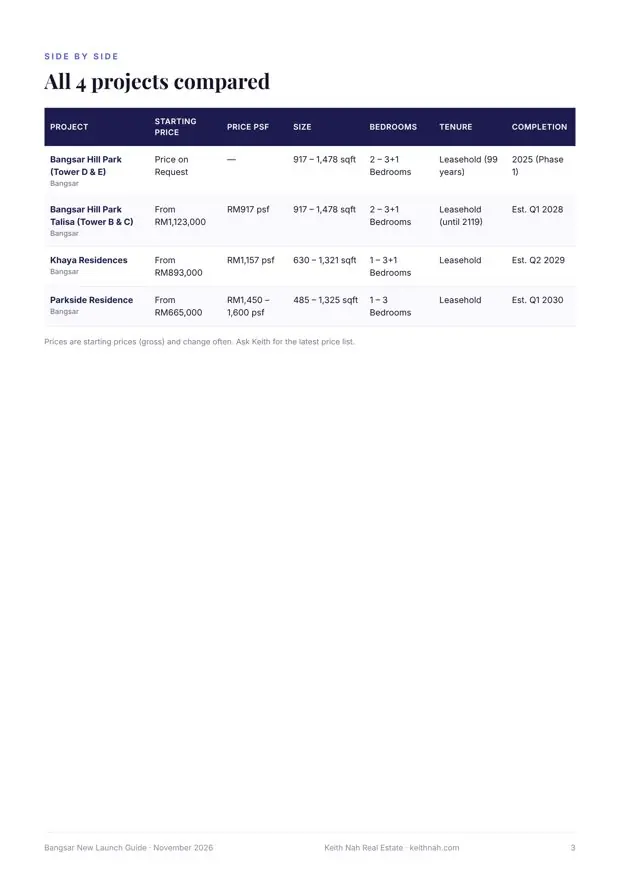 SIDE BY SIDE
All 4 projects compared
PROJECT STARTING PRICE PRICE PSF SIZE BEDROOMS TENURE COMPLETION
Bangsar Hill Park (Tower D & E) Bangsar Price on Request — 917 – 1,478 sqft 2 – 3+1 Bedrooms Leasehold (99 years) 2025 (Phase 1)
Bangsar Hill Park Talisa (Tower B & C) Bangsar From RM1,123,000 RM917 psf 917 – 1,478 sqft 2 – 3+1 Bedrooms Leasehold (until 2119) Est. Q1 2028
Khaya Residences Bangsar From RM893,000 RM1,157 psf 630 – 1,321 sqft 1 – 3+1 Bedrooms Leasehold Est. Q2 2029
Parkside Residence Bangsar From RM665,000 RM1,450 – 1,600 psf 485 – 1,325 sqft 1 – 3 Bedrooms Leasehold Est. Q1 2030
Prices are starting prices (gross) and change often. Ask Keith for the latest price list.
Bangsar New Launch Guide · November 2026 Keith Nah Real Estate · keithnah.com 3